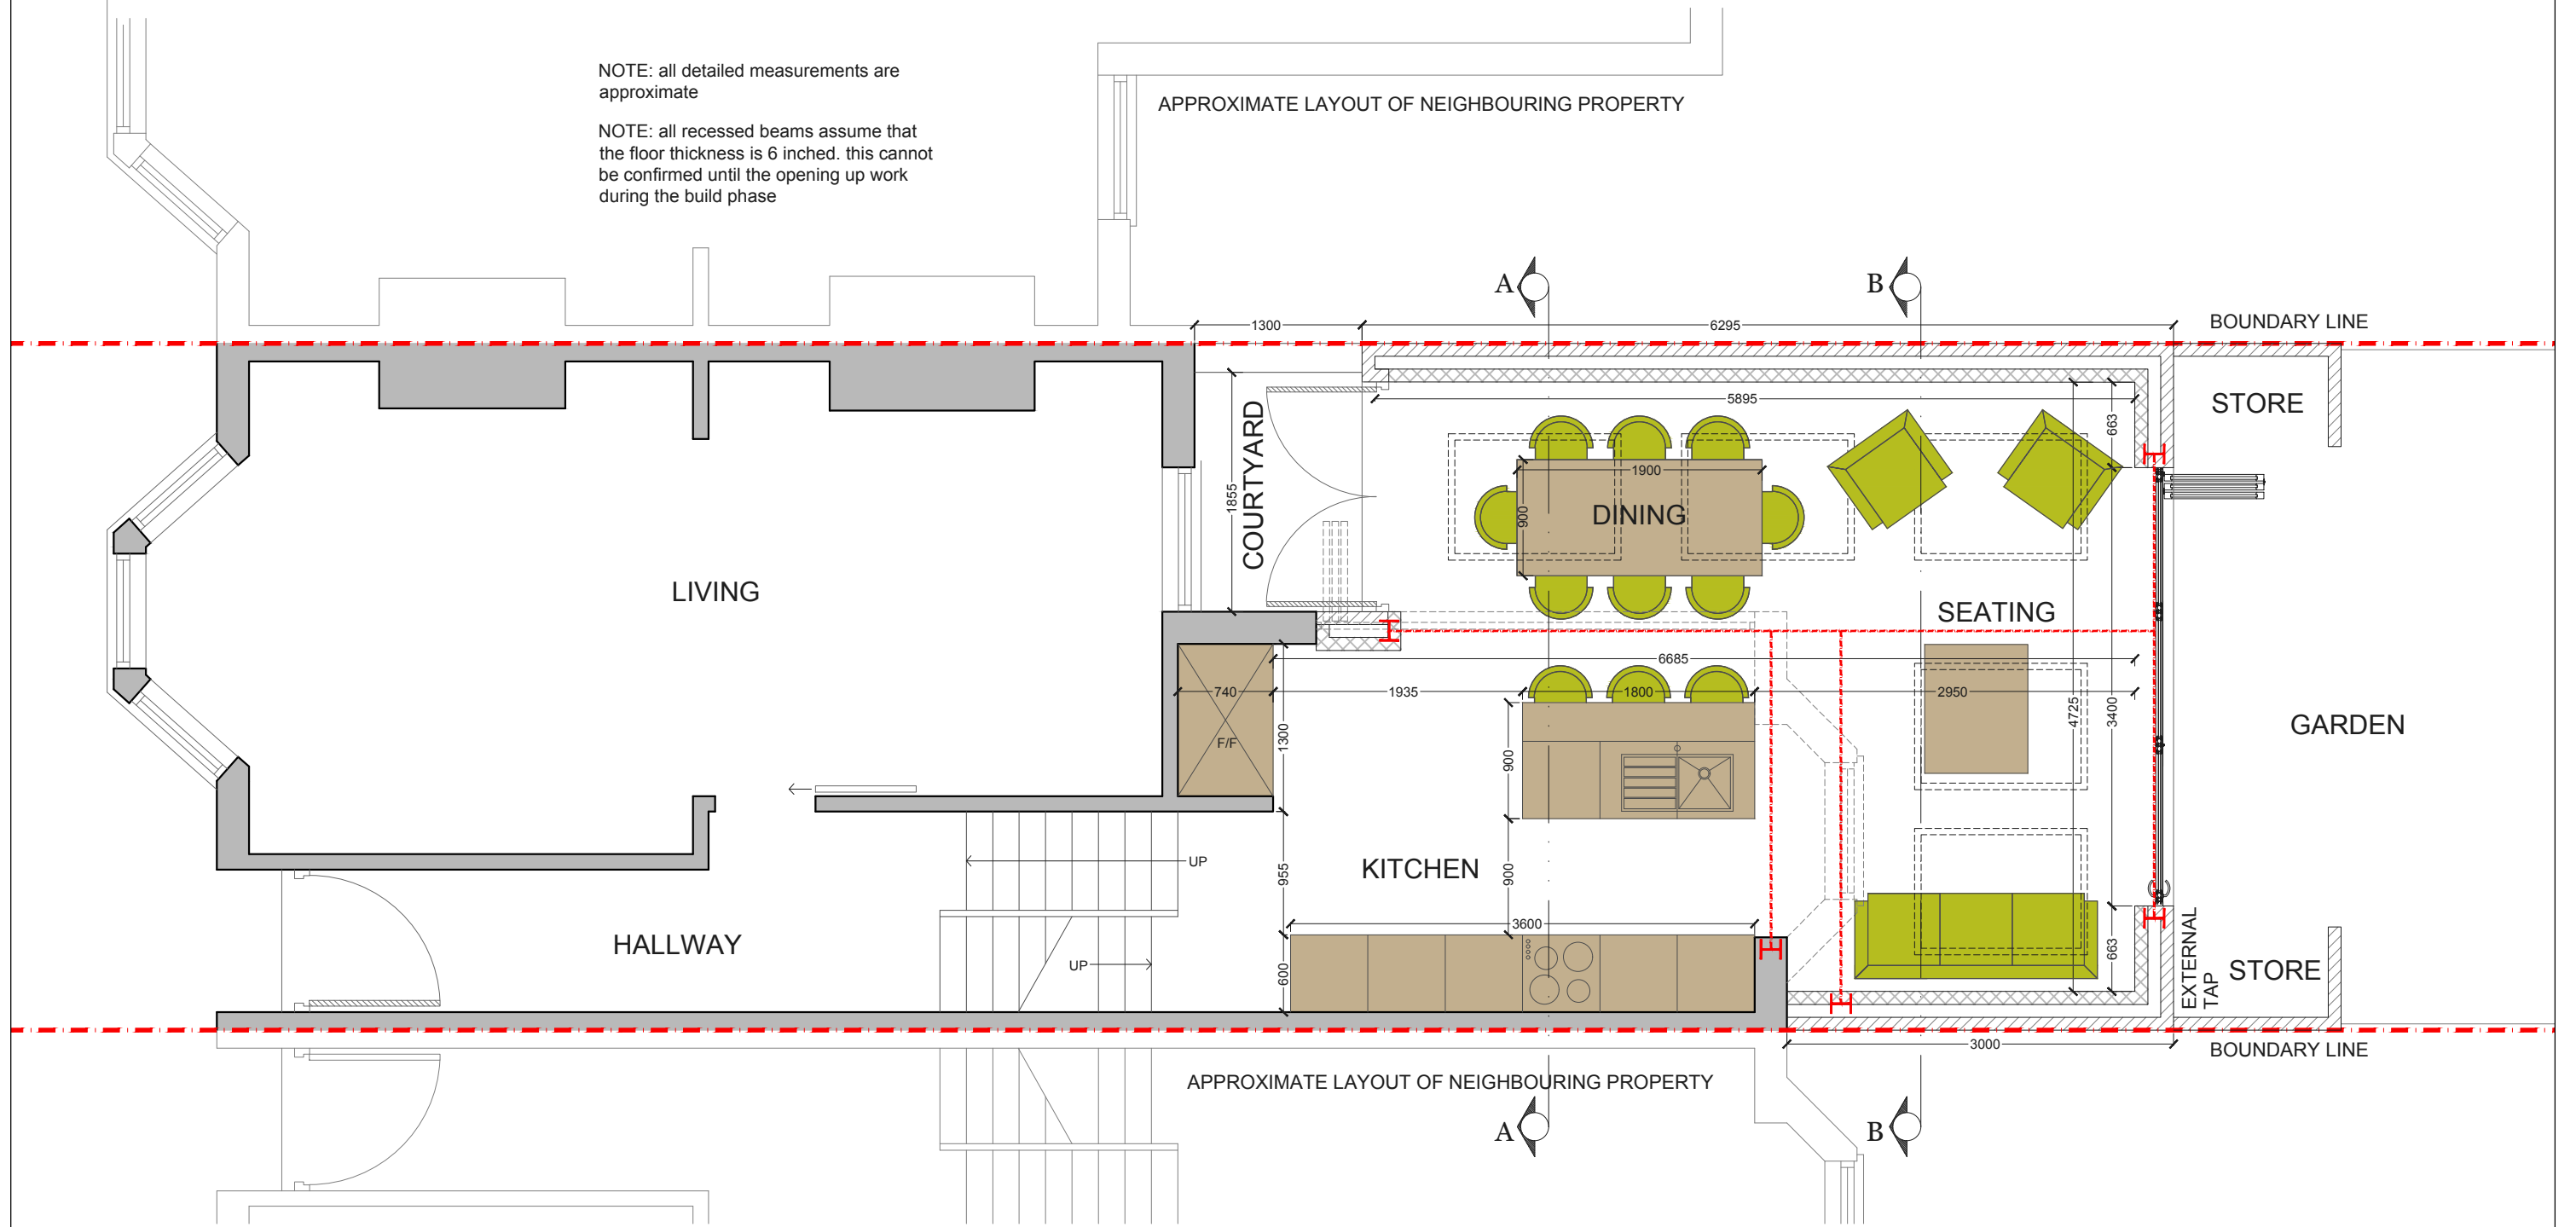 NOTE: all detailed measurements are
approximate
NOTE: all recessed beams assume that
the floor thickness is 6 inched. this cannot
be confirmed until the opening up work
during the build phase
APPROXIMATE LAYOUT OF NEIGHBOURING PROPERTY
A
B
1300
6295
BOUNDARY LINE
STORE
5895
663
1900
1855
COURTYARD
900
DINING
LIVING
SEATING
6685
740
1935
1800
2950
4725
3400
GARDEN
F/F
1300
900
UP
KITCHEN
955
900
3600
HALLWAY
UP
600
663
EXTERNAL
TAP
STORE
3000
BOUNDARY LINE
APPROXIMATE LAYOUT OF NEIGHBOURING PROPERTY
A
B